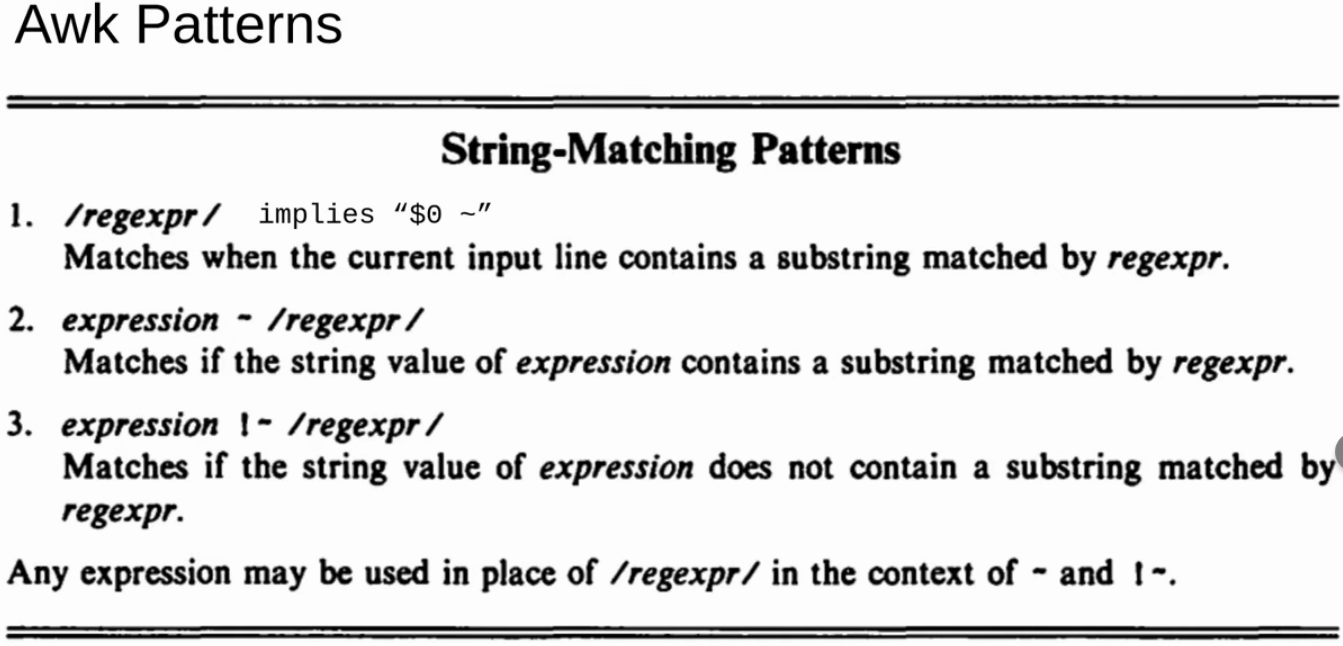 Awk Patterns
String-Matching Patterns
1. /regexpr/ implies “$0 ~”
Matches when the current input line contains a substring matched by regexpr.
2. expression ~ /regexpr/
Matches if the string value of expression contains a substring matched by regexpr.
3. expression !~ /regexpr/
Matches if the string value of expression does not contain a substring matched by
regexpr.
Any expression may be used in place of /regexpr/ in the context of ~ and !~.